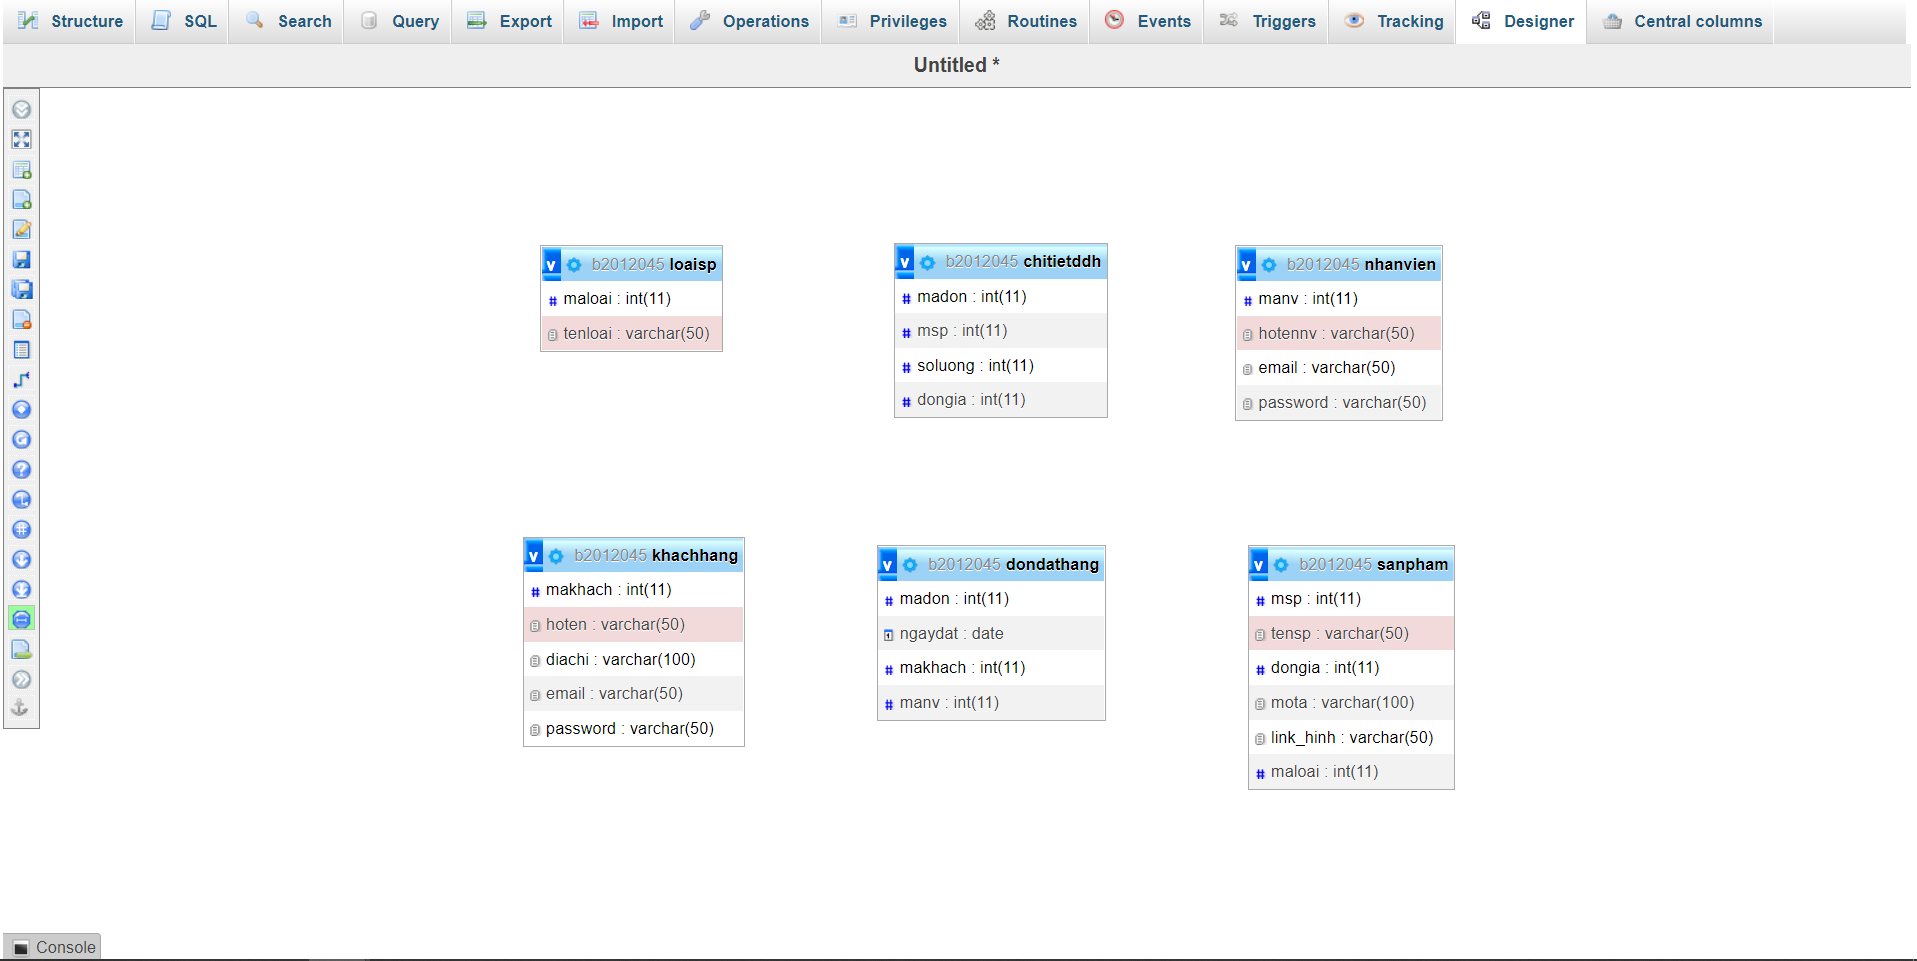 Structure SQL Search Query Export Import Operations Privileges Routines Events Triggers Tracking Designer Central columns
Untitled *
v b2012045 loaisp
# maloai : int(11)
tenloai : varchar(50)
v b2012045 chitietddh
# madon : int(11)
# msp : int(11)
# soluong : int(11)
# dongia : int(11)
v b2012045 nhanvien
# manv : int(11)
hotennv : varchar(50)
email : varchar(50)
password : varchar(50)
v b2012045 khachhang
# makhach : int(11)
hoten : varchar(50)
diachi : varchar(100)
email : varchar(50)
password : varchar(50)
v b2012045 dondathang
# madon : int(11)
ngaydat : date
# makhach : int(11)
# manv : int(11)
v b2012045 sanpham
# msp : int(11)
tensp : varchar(50)
# dongia : int(11)
mota : varchar(100)
link_hinh : varchar(50)
# maloai : int(11)
Console